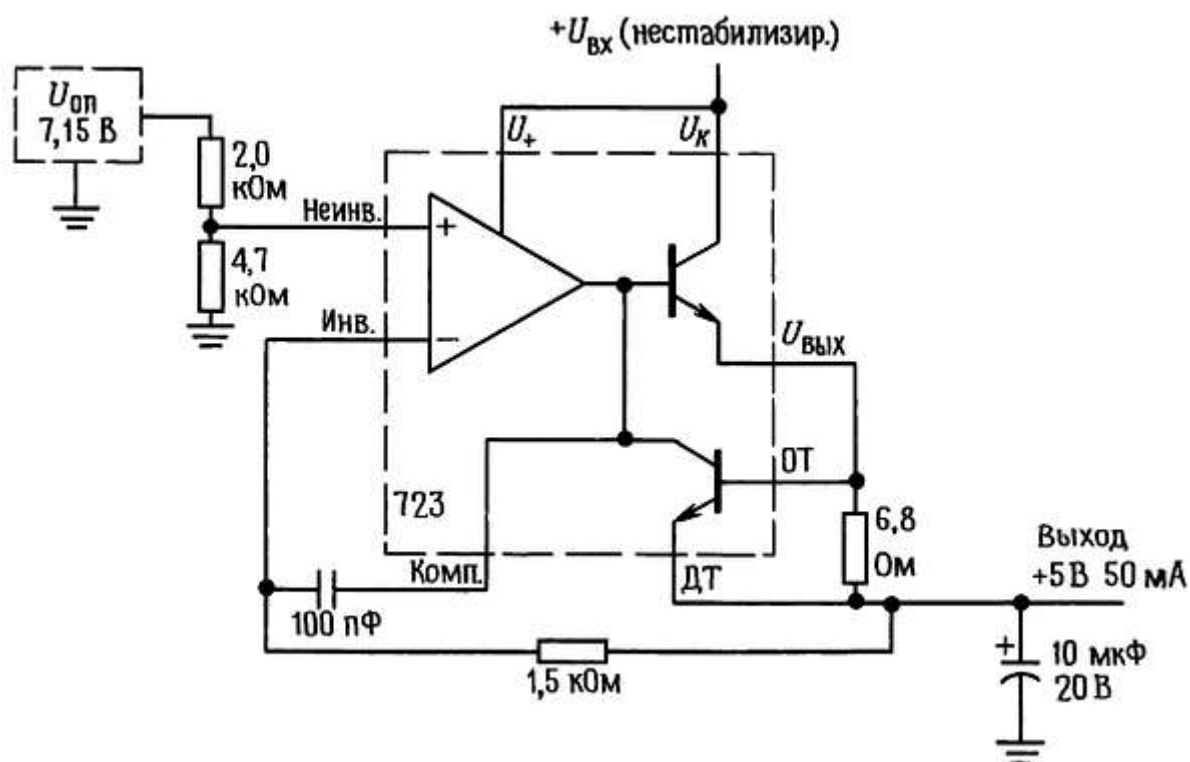 +Uвх (нестабилизир.)
Uоп
7,15 В
2,0
кОм
4,7
кОм
U+
Uк
Неинв.
+
Инв.
−
Uвых
ОТ
723
Комп.
ДТ
6,8
Ом
100 пФ
1,5 кОм
Выход
+5 В 50 мА
+
10 мкФ
20 В